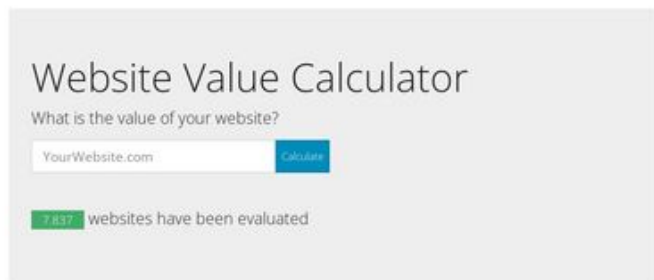 Website Value Calculator
What is the value of your website?
YourWebsite.com Calculate
7.837 websites have been evaluated